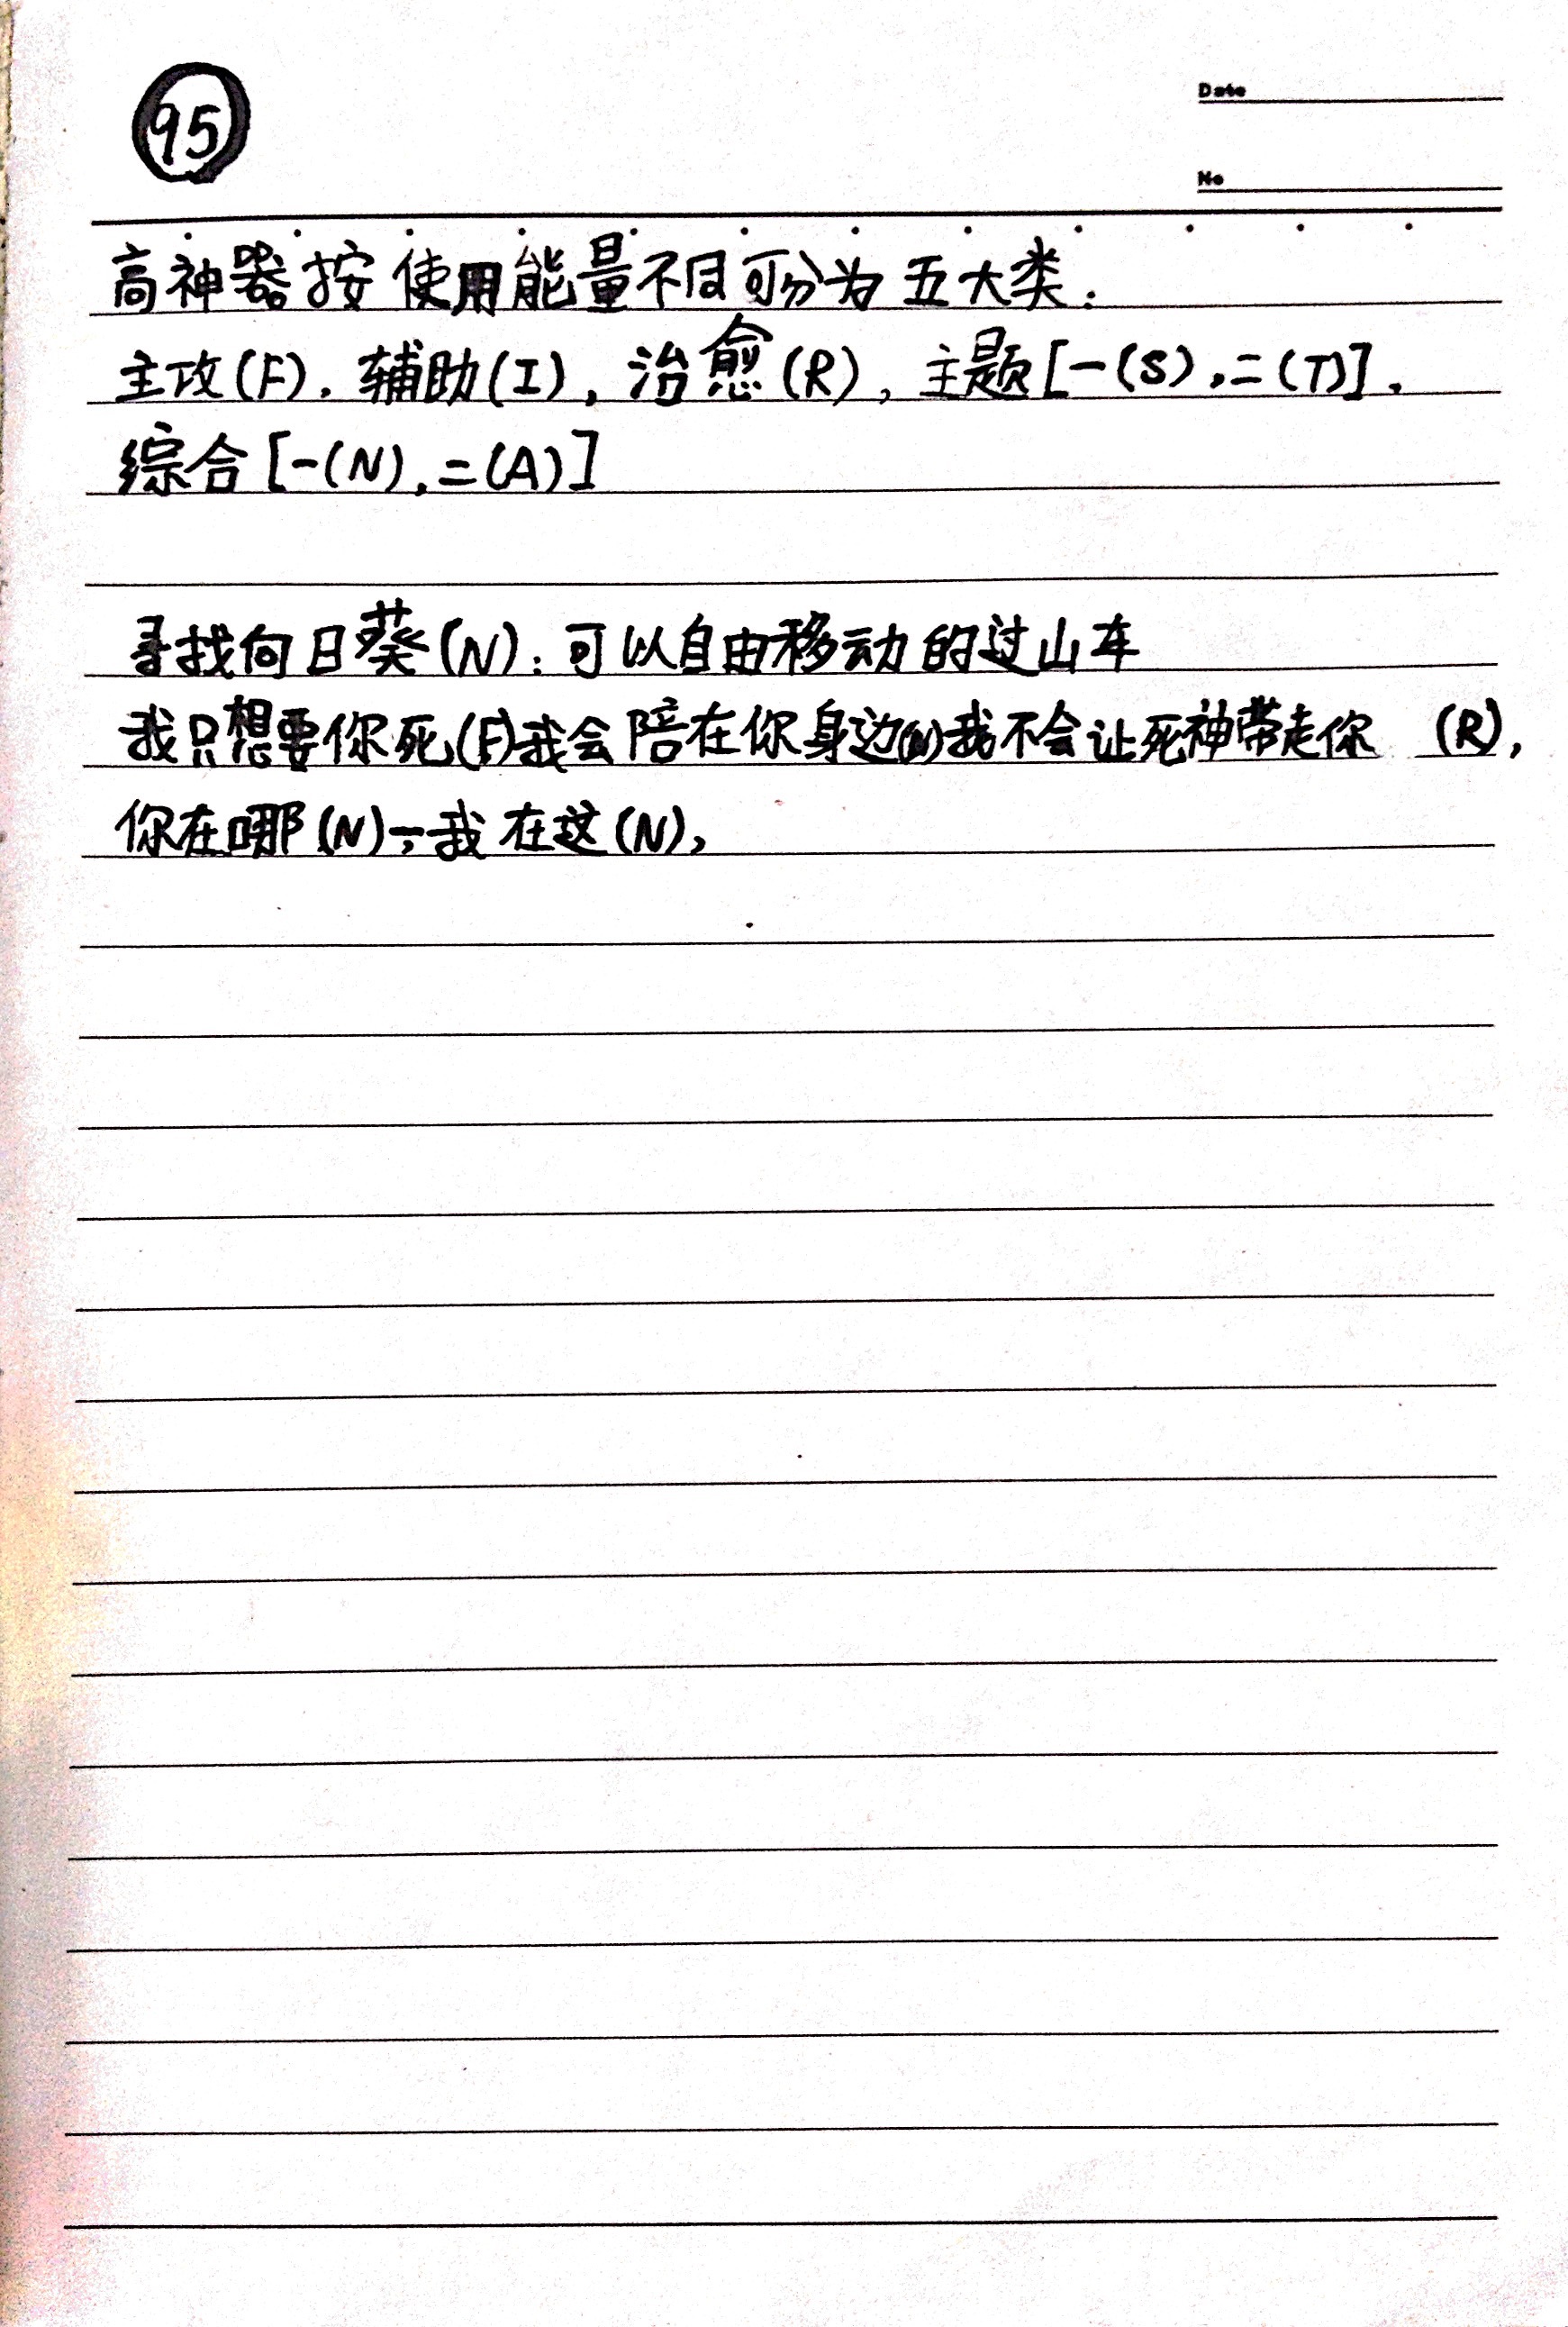 95
Date
No
高神器按使用能量不同可分为五大类:
主攻(F),辅助(I),治愈(R),主题[一(S),二(T)],
综合[一(N),二(A)]
寻找向日葵(N):可以自由移动的过山车
我只想要你死(F)我会陪在你身边(N)我不会让死神带走你 (R),
你在哪(N)一,我在这(N),